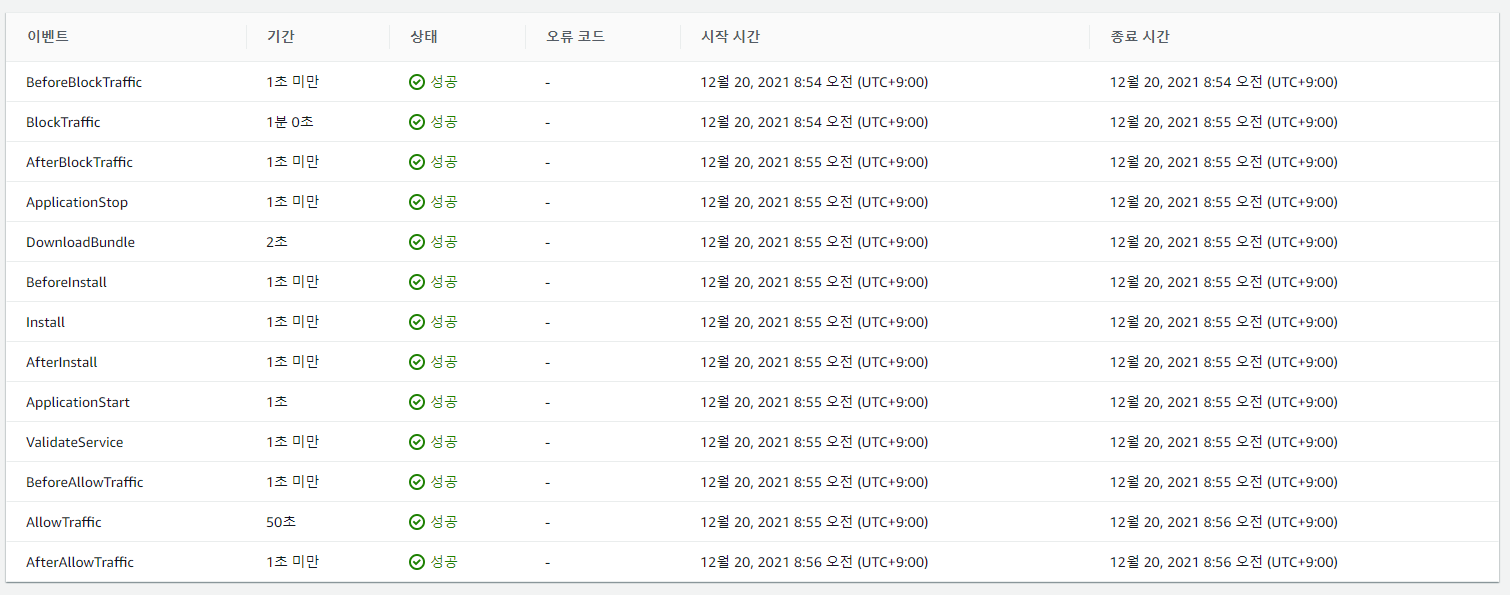 이벤트 기간 상태 오류 코드 시작 시간 종료 시간
BeforeBlockTraffic 1초 미만 성공 - 12월 20, 2021 8:54 오전 (UTC+9:00) 12월 20, 2021 8:54 오전 (UTC+9:00)
BlockTraffic 1분 0초 성공 - 12월 20, 2021 8:54 오전 (UTC+9:00) 12월 20, 2021 8:55 오전 (UTC+9:00)
AfterBlockTraffic 1초 미만 성공 - 12월 20, 2021 8:55 오전 (UTC+9:00) 12월 20, 2021 8:55 오전 (UTC+9:00)
ApplicationStop 1초 미만 성공 - 12월 20, 2021 8:55 오전 (UTC+9:00) 12월 20, 2021 8:55 오전 (UTC+9:00)
DownloadBundle 2초 성공 - 12월 20, 2021 8:55 오전 (UTC+9:00) 12월 20, 2021 8:55 오전 (UTC+9:00)
BeforeInstall 1초 미만 성공 - 12월 20, 2021 8:55 오전 (UTC+9:00) 12월 20, 2021 8:55 오전 (UTC+9:00)
Install 1초 미만 성공 - 12월 20, 2021 8:55 오전 (UTC+9:00) 12월 20, 2021 8:55 오전 (UTC+9:00)
AfterInstall 1초 미만 성공 - 12월 20, 2021 8:55 오전 (UTC+9:00) 12월 20, 2021 8:55 오전 (UTC+9:00)
ApplicationStart 1초 성공 - 12월 20, 2021 8:55 오전 (UTC+9:00) 12월 20, 2021 8:55 오전 (UTC+9:00)
ValidateService 1초 미만 성공 - 12월 20, 2021 8:55 오전 (UTC+9:00) 12월 20, 2021 8:55 오전 (UTC+9:00)
BeforeAllowTraffic 1초 미만 성공 - 12월 20, 2021 8:55 오전 (UTC+9:00) 12월 20, 2021 8:55 오전 (UTC+9:00)
AllowTraffic 50초 성공 - 12월 20, 2021 8:55 오전 (UTC+9:00) 12월 20, 2021 8:56 오전 (UTC+9:00)
AfterAllowTraffic 1초 미만 성공 - 12월 20, 2021 8:56 오전 (UTC+9:00) 12월 20, 2021 8:56 오전 (UTC+9:00)